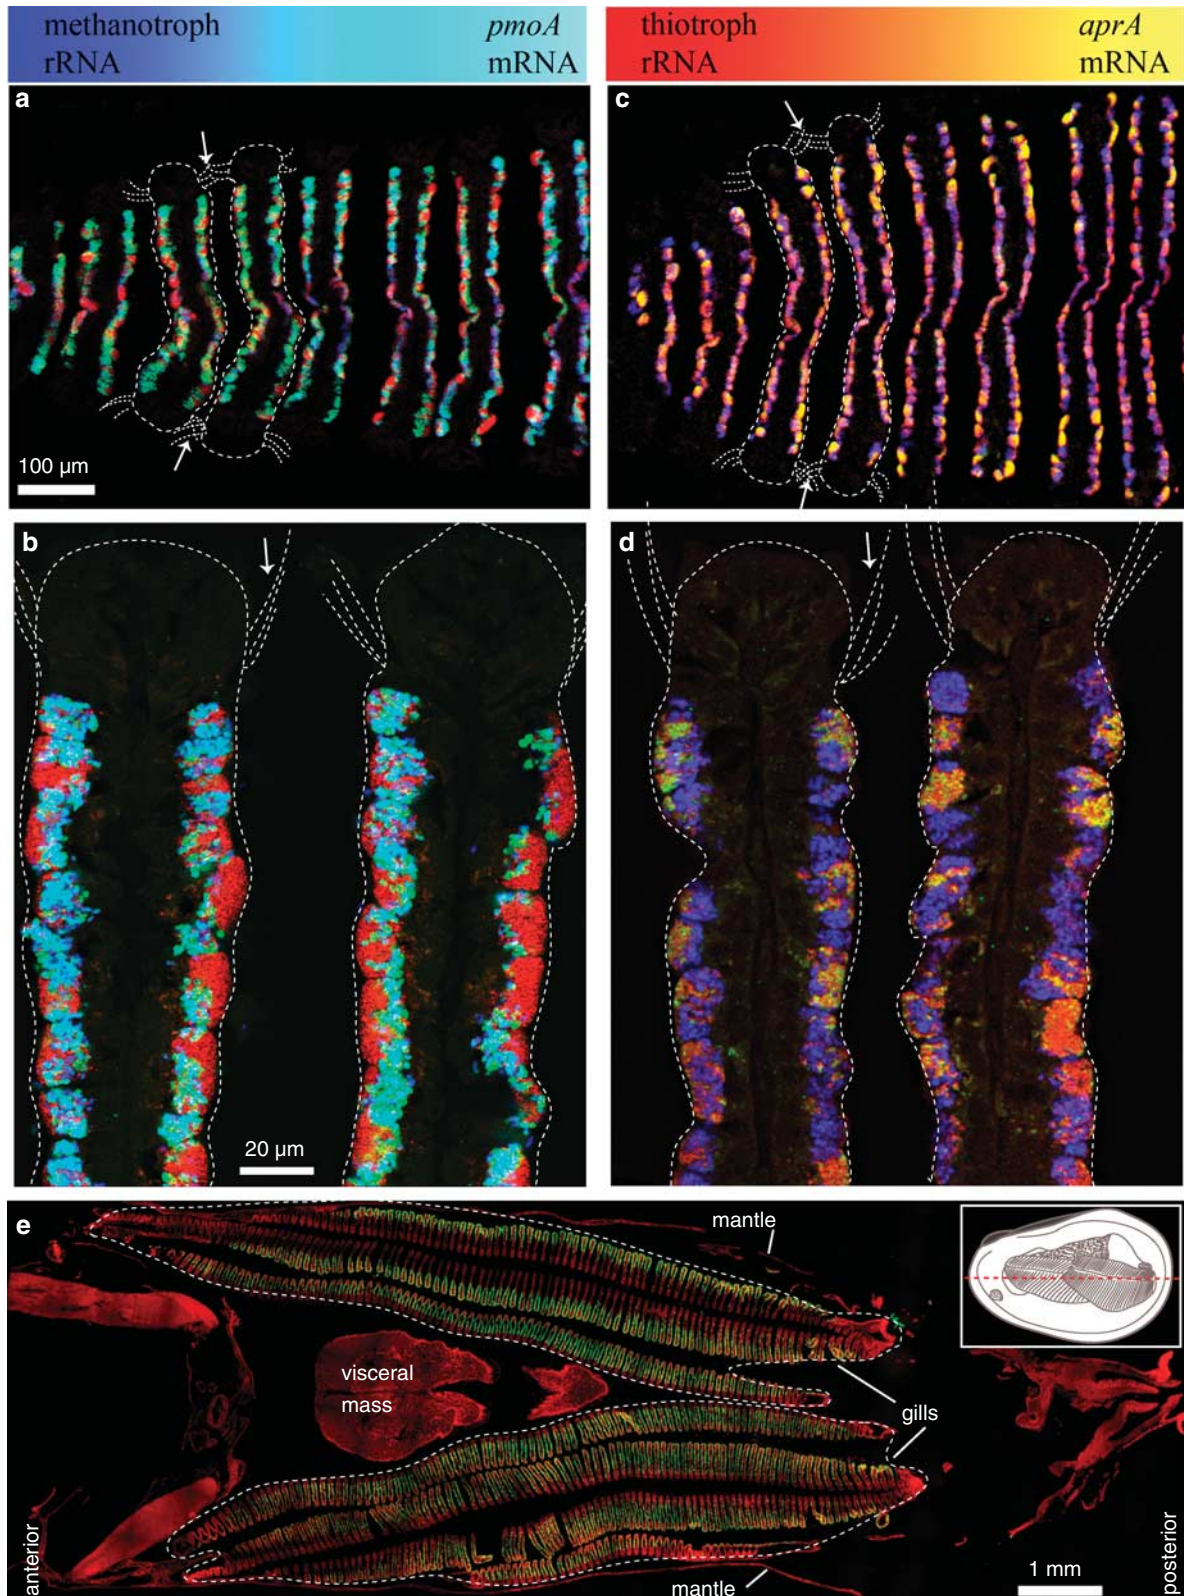 methanotroph
rRNA
pmoA
mRNA
thiotroph
rRNA
aprA
mRNA
a
100 µm
c
b
20 µm
d
e
mantle
visceral
mass
gills
anterior
mantle
1 mm
posterior